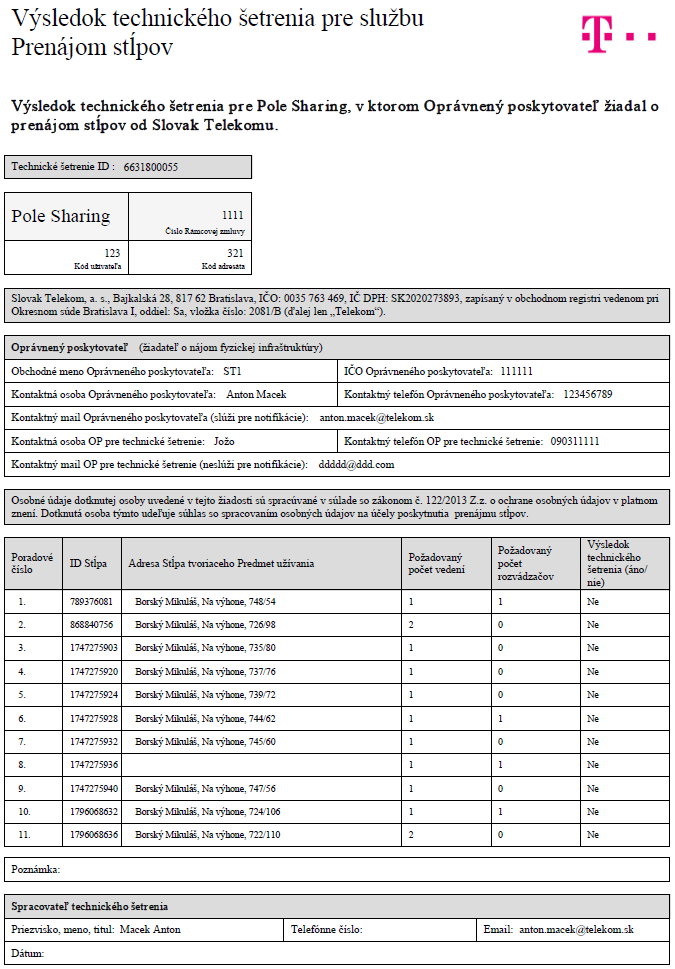 Výsledok technického šetrenia pre službu
Prenájom stĺpov
T
Výsledok technického šetrenia pre Pole Sharing, v ktorom Oprávnený poskytovateľ žiadal o
prenájom stĺpov od Slovak Telekomu.
Technické šetrenie ID : 6631800055
Pole Sharing
1111
Číslo Rámcovej zmluvy
123
Kód užívateľa
321
Kód adresáta
Slovak Telekom, a. s., Bajkalská 28, 817 62 Bratislava, IČO: 0035 763 469, IČ DPH: SK2020273893, zapísaný v obchodnom registri vedenom pri
Okresnom súde Bratislava I, oddiel: Sa, vložka číslo: 2081/B (ďalej len „Telekom“).
Oprávnený poskytovateľ (žiadateľ o nájom fyzickej infraštruktúry)
Obchodné meno Oprávneného poskytovateľa: ST1 IČO Oprávneného poskytovateľa: 111111
Kontaktná osoba Oprávneného poskytovateľa: Anton Macek Kontaktný telefón Oprávneného poskytovateľa: 123456789
Kontaktný mail Oprávneného poskytovateľa (slúži pre notifikácie): anton.macek@telekom.sk
Kontaktná osoba OP pre technické šetrenie: Jožo Kontaktný telefón OP pre technické šetrenie: 090311111
Kontaktný mail OP pre technické šetrenie (neslúži pre notifikácie): ddddd@ddd.com
Osobné údaje dotknutej osoby uvedené v tejto žiadosti sú spracúvané v súlade so zákonom č. 122/2013 Z.z. o ochrane osobných údajov v platnom
znení. Dotknutá osoba týmto udeľuje súhlas so spracovaním osobných údajov na účely poskytnutia prenájmu stĺpov.
Poradové
číslo
ID Stĺpa
Adresa Stĺpa tvoriaceho Predmet užívania
Požadovaný
počet vedení
Požadovaný
počet
rozvádzačov
Výsledok
technického
šetrenia (áno/
nie)
1. 789376081 Borský Mikuláš, Na výhone, 748/54 1 1 Ne
2. 868840756 Borský Mikuláš, Na výhone, 726/98 2 0 Ne
3. 1747275903 Borský Mikuláš, Na výhone, 735/80 1 0 Ne
4. 1747275920 Borský Mikuláš, Na výhone, 737/76 1 0 Ne
5. 1747275924 Borský Mikuláš, Na výhone, 739/72 1 0 Ne
6. 1747275928 Borský Mikuláš, Na výhone, 744/62 1 1 Ne
7. 1747275932 Borský Mikuláš, Na výhone, 745/60 1 0 Ne
8. 1747275936 1 1 Ne
9. 1747275940 Borský Mikuláš, Na výhone, 747/56 1 0 Ne
10. 1796068632 Borský Mikuláš, Na výhone, 724/106 1 1 Ne
11. 1796068636 Borský Mikuláš, Na výhone, 722/110 2 0 Ne
Poznámka:
Spracovateľ technického šetrenia
Priezvisko, meno, titul: Macek Anton Telefónne číslo: Email: anton.macek@telekom.sk
Dátum: